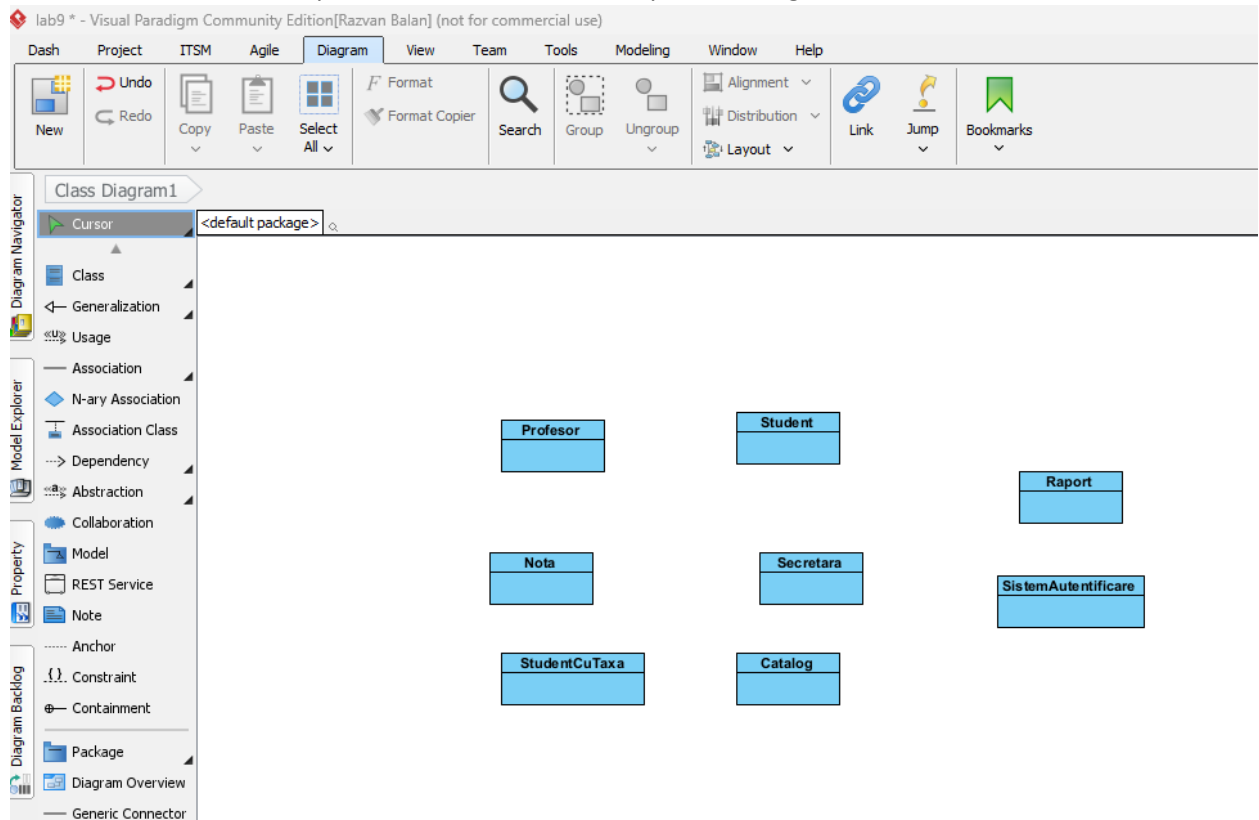 lab9 * - Visual Paradigm Community Edition[Razvan Balan] (not for commercial use)
Dash Project ITSM Agile Diagram View Team Tools Modeling Window Help
New
Undo
Redo
Copy
Paste
Select
All
F Format
Format Copier
Search
Group
Ungroup
Alignment
Distribution
Layout
Link
Jump
Bookmarks
Diagram Navigator
Model Explorer
Property
Diagram Backlog
Class Diagram1
Cursor
Class
Generalization
«U» Usage
Association
N-ary Association
Association Class
Dependency
«a» Abstraction
Collaboration
Model
REST Service
Note
Anchor
{} Constraint
Containment
Package
Diagram Overview
Generic Connector
<default package>
Profesor
Student
Raport
Nota
Secretara
SistemAutentificare
StudentCuTaxa
Catalog